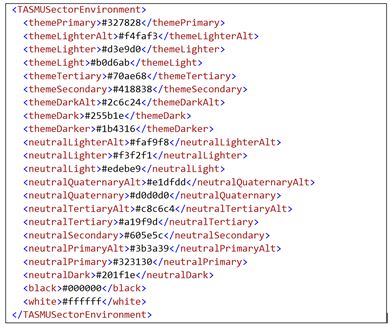 <TASMUSectorEnvironment>
<themePrimary>#327828</themePrimary>
<themeLighterAlt>#f4faf3</themeLighterAlt>
<themeLighter>#d3e9d0</themeLighter>
<themeLight>#b0d6ab</themeLight>
<themeTertiary>#70ae68</themeTertiary>
<themeSecondary>#418838</themeSecondary>
<themeDarkAlt>#2c6c24</themeDarkAlt>
<themeDark>#255b1e</themeDark>
<themeDarker>#1b4316</themeDarker>
<neutralLighterAlt>#faf9f8</neutralLighterAlt>
<neutralLighter>#f3f2f1</neutralLighter>
<neutralLight>#edebe9</neutralLight>
<neutralQuaternaryAlt>#e1dfdd</neutralQuaternaryAlt>
<neutralQuaternary>#d0d0d0</neutralQuaternary>
<neutralTertiaryAlt>#c8c6c4</neutralTertiaryAlt>
<neutralTertiary>#a19f9d</neutralTertiary>
<neutralSecondary>#605e5c</neutralSecondary>
<neutralPrimaryAlt>#3b3a39</neutralPrimaryAlt>
<neutralPrimary>#323130</neutralPrimary>
<neutralDark>#201f1e</neutralDark>
<black>#000000</black>
<white>#ffffff</white>
</TASMUSectorEnvironment>